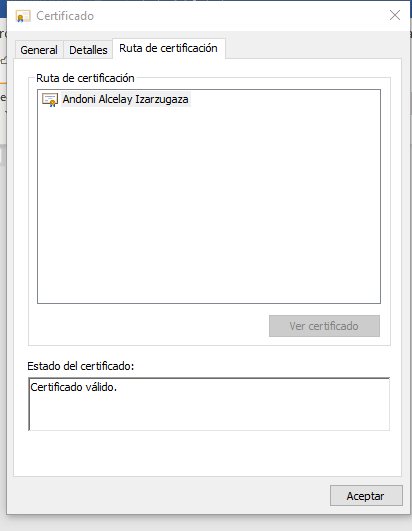 Certificado
General
Detalles
Ruta de certificación
Ruta de certificación
Andoni Alcelay Izarzugaza
Ver certificado
Estado del certificado:
Certificado válido.
Aceptar